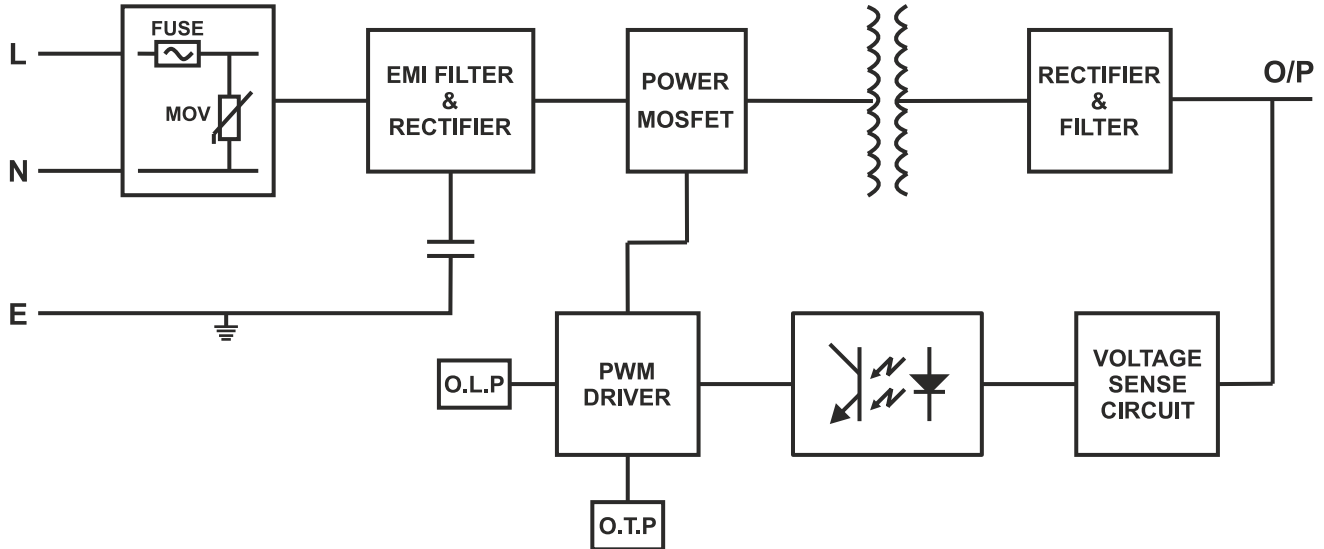 FUSE
L
MOV
N
E
EMI FILTER
&
RECTIFIER
POWER
MOSFET
RECTIFIER
&
FILTER
O/P
O.L.P
PWM
DRIVER
O.T.P
VOLTAGE
SENSE
CIRCUIT